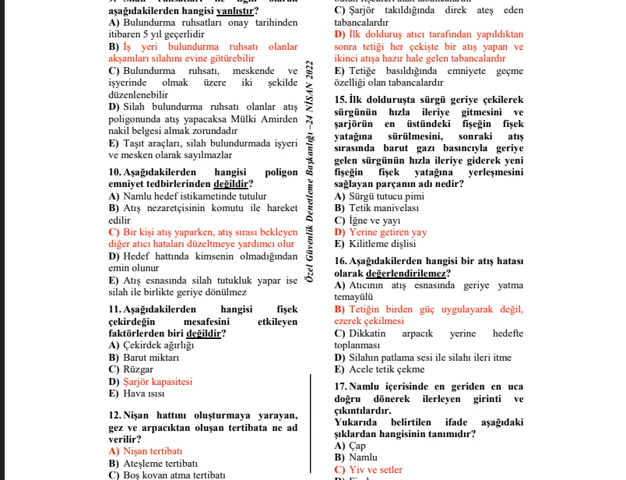 9. Silah ruhsatları ile ilgili olarak
aşağıdakilerden hangisi yanlıştır?
A) Bulundurma ruhsatları onay tarihinden
itibaren 5 yıl geçerlidir
B) İş yeri bulundurma ruhsatı olanlar
akşamları silahını evine götürebilir
C) Bulundurma ruhsatı, meskende ve
işyerinde olmak üzere iki şekilde
düzenlenebilir
D) Silah bulundurma ruhsatı olanlar atış
poligonunda atış yapacaksa Mülki Amirden
nakil belgesi almak zorundadır
E) Taşıt araçları, silah bulundurmada işyeri
ve mesken olarak sayılmazlar
10. Aşağıdakilerden hangisi poligon
emniyet tedbirlerinden değildir?
A) Namlu hedef istikametinde tutulur
B) Atış nezaretçisinin komutu ile hareket
edilir
C) Bir kişi atış yaparken, atış sırası bekleyen
diğer atıcı hataları düzeltmeye yardımcı olur
D) Hedef hattında kimsenin olmadığından
emin olunur
E) Atış esnasında silah tutukluk yapar ise
silah ile birlikte geriye dönülmez
11. Aşağıdakilerden hangisi fişek
çekirdeğin mesafesini etkileyen
faktörlerden biri değildir?
A) Çekirdek ağırlığı
B) Barut miktarı
C) Rüzgar
D) Şarjör kapasitesi
E) Hava ısısı
12. Nişan hattını oluşturmaya yarayan,
gez ve arpacıktan oluşan tertibata ne ad
verilir?
A) Nişan tertibatı
B) Ateşleme tertibatı
C) Boş kovan atma tertibatı
Özel Güvenlik Denetleme Başkanlığı –24 NİSAN 2022
C) Şarjör takıldığında direk ateş eden
tabancalardır
D) İlk dolduruş atıcı tarafından yapıldıktan
sonra tetiği her çekişte bir atış yapan ve
ikinci atışa hazır hale gelen tabancalardır
E) Tetiğe basıldığında emniyete geçme
özelliği olan tabancalardır
15. İlk dolduruşta sürgü geriye çekilerek
sürgünün hızla ileriye gitmesini ve
şarjörün en üstündeki fişeğin fişek
yatağına sürülmesini, sonraki atış
sırasında barut gazı basıncıyla geriye
gelen sürgünün hızla ileriye giderek yeni
fişeğin fişek yatağına yerleşmesini
sağlayan parçanın adı nedir?
A) Sürgü tutucu pimi
B) Tetik manivelası
C) İğne ve yayı
D) Yerine getiren yay
E) Kilitleme dişlisi
16. Aşağıdakilerden hangisi bir atış hatası
olarak değerlendirilemez?
A) Atıcının atış esnasında geriye yatma
temayülü
B) Tetiğin birden güç uygulayarak değil,
ezerek çekilmesi
C) Dikkatin arpacık yerine hedefte
toplanması
D) Silahın patlama sesi ile silahı ileri itme
E) Acele tetik çekme
17. Namlu içerisinde en geriden en uca
doğru dönerek ilerleyen girinti ve
çıkıntılardır.
Yukarıda belirtilen ifade aşağıdaki
şıklardan hangisinin tanımıdır?
A) Çap
B) Namlu
C) Yiv ve setler